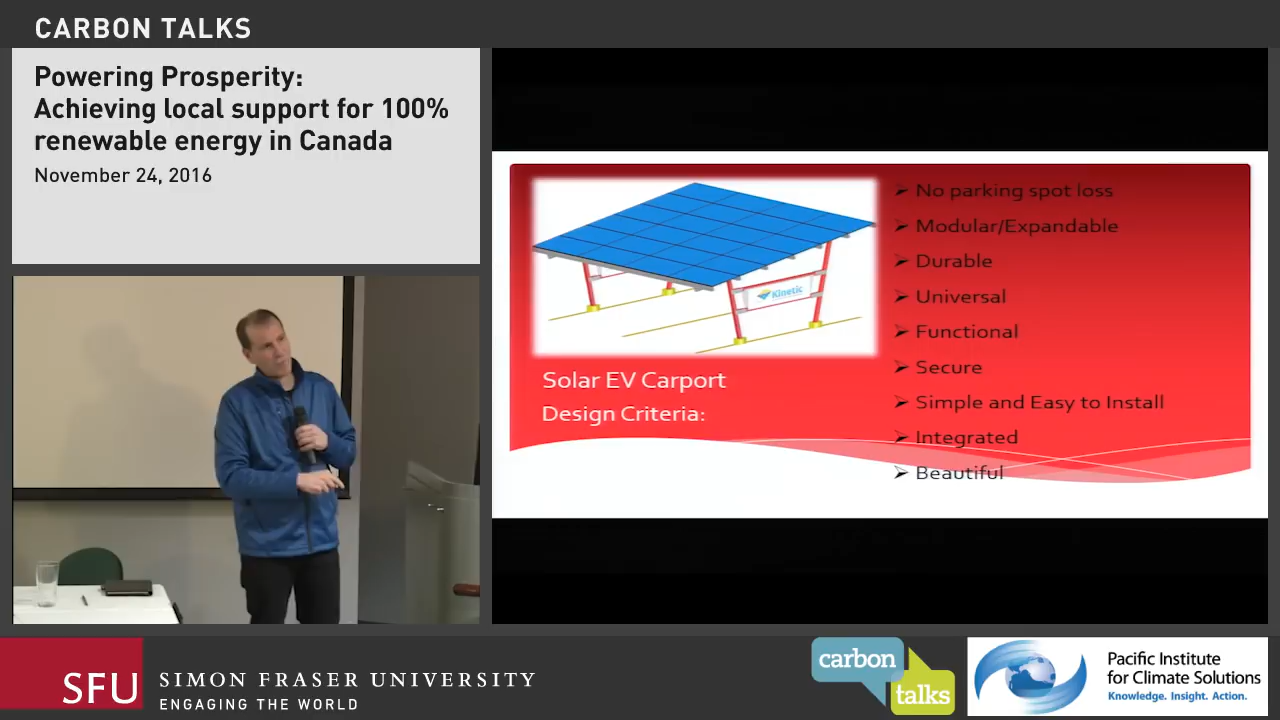 CARBON TALKS
Powering Prosperity:
Achieving local support for 100%
renewable energy in Canada
November 24, 2016
Kinetic
Solar EV Carport
Design Criteria:
No parking spot loss
Modular/Expandable
Durable
Universal
Functional
Secure
Simple and Easy to Install
Integrated
Beautiful
SFU
SIMON FRASER UNIVERSITY
ENGAGING THE WORLD
carbon
talks
Pacific Institute
for Climate Solutions
Knowledge. Insight. Action.